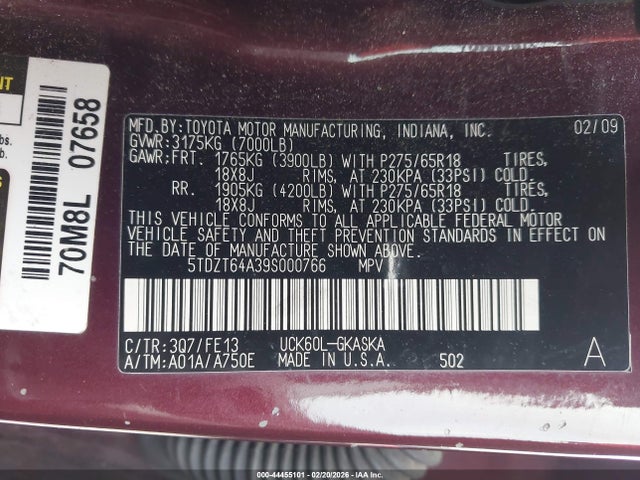 NT
bs.
70M8L 07658
MFD.BY:TOYOTA MOTOR MANUFACTURING, INDIANA, INC. 02/09
GVWR:3175KG (7000LB)
GAWR:FRT. 1765KG (3900LB) WITH P275/65R18 TIRES,
18X8J RIMS, AT 230KPA (33PSI) COLD.
RR. 1905KG (4200LB) WITH P275/65R18 TIRES,
18X8J RIMS, AT 230KPA (33PSI) COLD.
THIS VEHICLE CONFORMS TO ALL APPLICABLE FEDERAL MOTOR
VEHICLE SAFETY AND THEFT PREVENTION STANDARDS IN EFFECT ON
THE DATE OF MANUFACTURE SHOWN ABOVE.
5TDZT64A39S000766 MPV
C/TR:3Q7/FE13 UCK60L-GKASKA
A/TM:A01A/A750E MADE IN U.S.A. 502 A
000-44455101 - 02/20/2026 - IAAI.COM